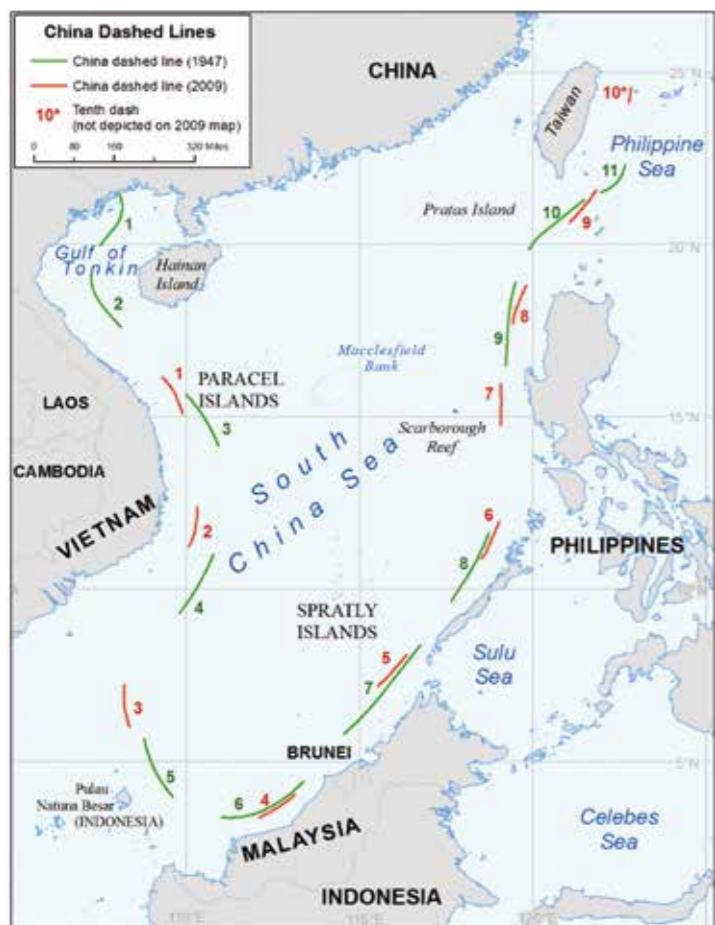 China Dashed Lines
China dashed line (1947)
China dashed line (2009)
10* Tenth dash
(not depicted on 2009 map)
0 80 160 320 Miles
CHINA
25°N
Taiwan
10*
Philippine
Sea
11
10
9
Pratas Island
20°N
1
Gulf of
Tonkin
Hainan
Island
2
8
9
Macclesfield
Bank
1
PARACEL
ISLANDS
7
LAOS
3
Scarborough
Reef
15°N
CAMBODIA
South
China Sea
VIETNAM
2
6
PHILIPPINES
8
4
SPRATLY
ISLANDS
5
Sulu
Sea
7
3
BRUNEI
5°N
5
Pulau
Natuna Besar
(INDONESIA)
6
4
MALAYSIA
Celebes
Sea
INDONESIA
110°E
115°E
120°E